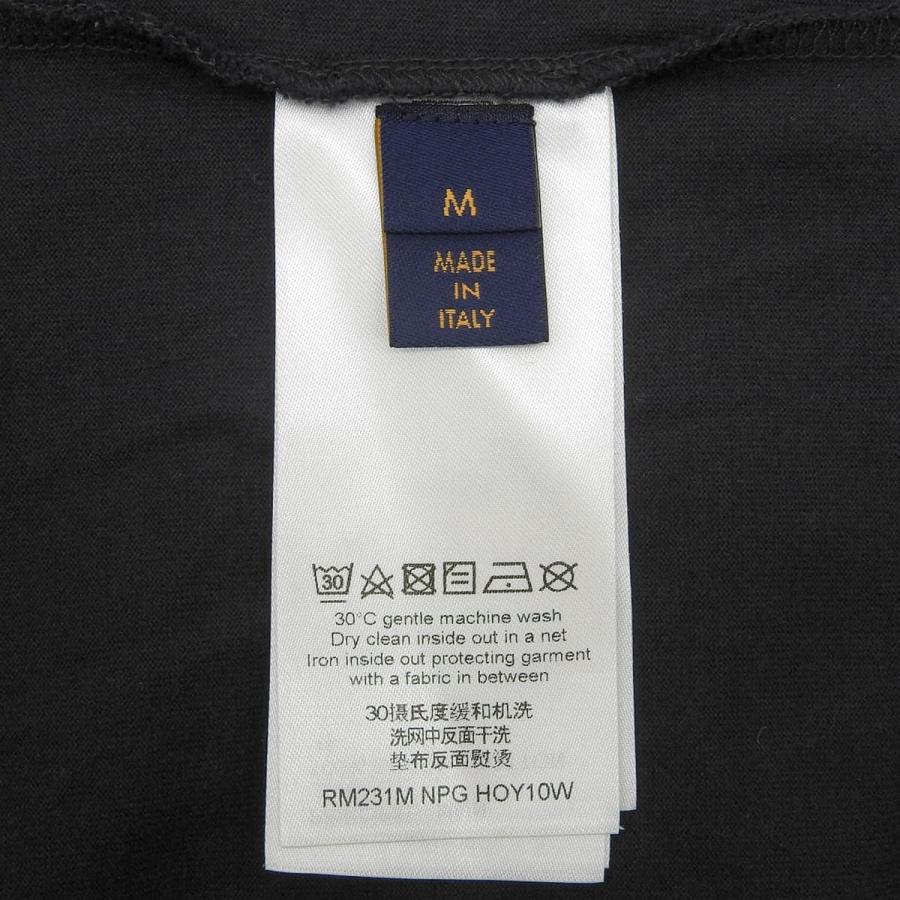 M
MADE
IN
ITALY
30
30°C gentle machine wash
Dry clean inside out in a net
Iron inside out protecting garment
with a fabric in between
30摄氏度缓和机洗
洗网中反面干洗
垫布反面熨烫
RM231M NPG HOY10W